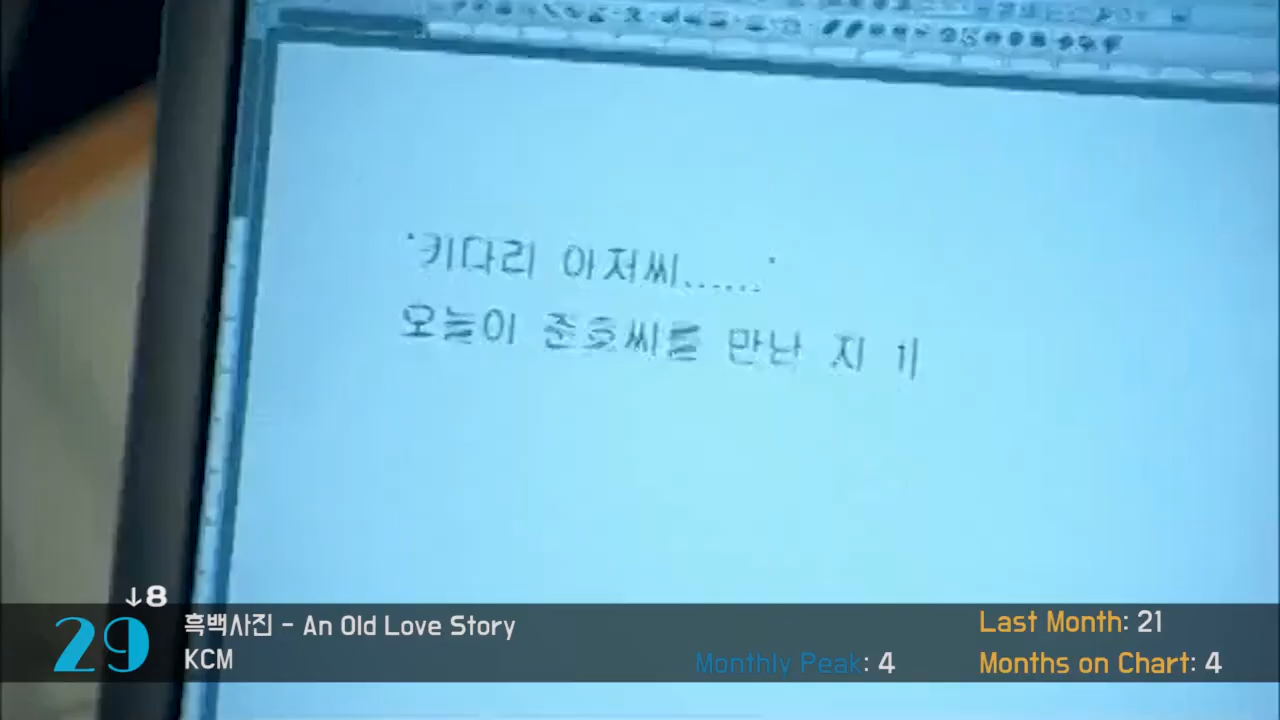 '키다리 아저씨......'
오늘이 준호씨를 만난 지
↓8
29
흑백사진 - An Old Love Story
KCM
Monthly Peak: 4
Last Month: 21
Months on Chart: 4